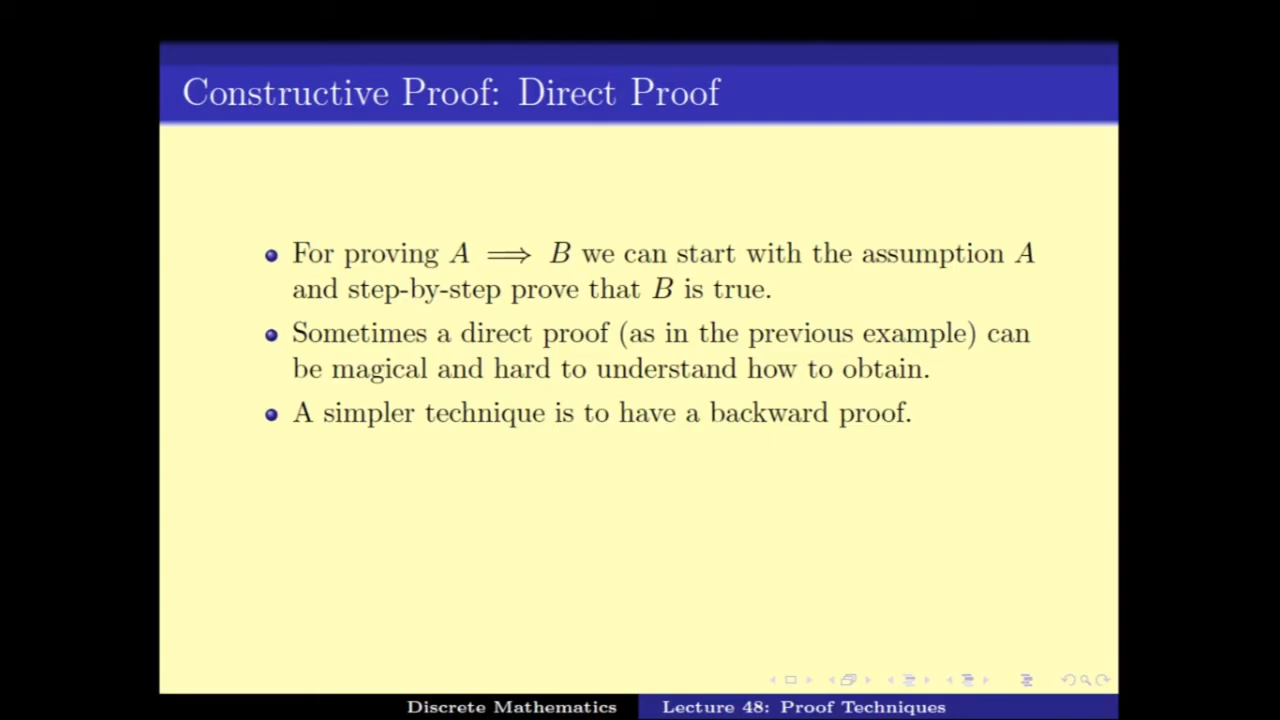 Constructive Proof: Direct Proof
For proving A ⟹ B we can start with the assumption A
and step-by-step prove that B is true.
Sometimes a direct proof (as in the previous example) can
be magical and hard to understand how to obtain.
A simpler technique is to have a backward proof.
Discrete Mathematics Lecture 48: Proof Techniques